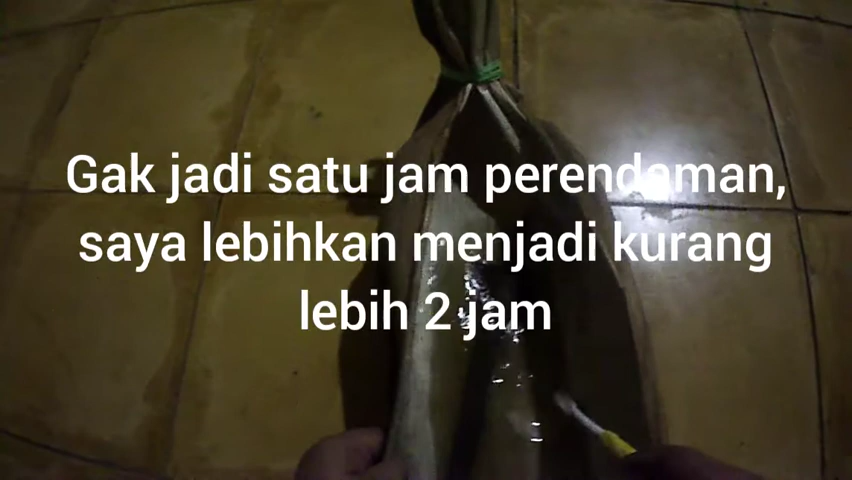 Gak jadi satu jam perendaman,
saya lebihkan menjadi kurang
lebih 2 jam